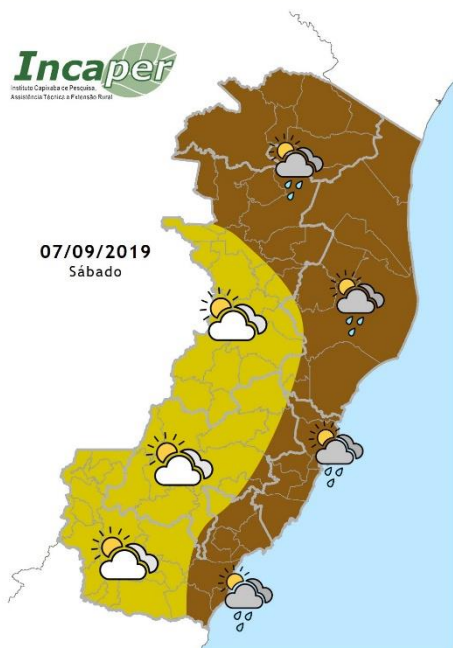 Incaper
Instituto Capixaba de Pesquisa,
Assistência Técnica e Extensão Rural
07/09/2019
Sábado